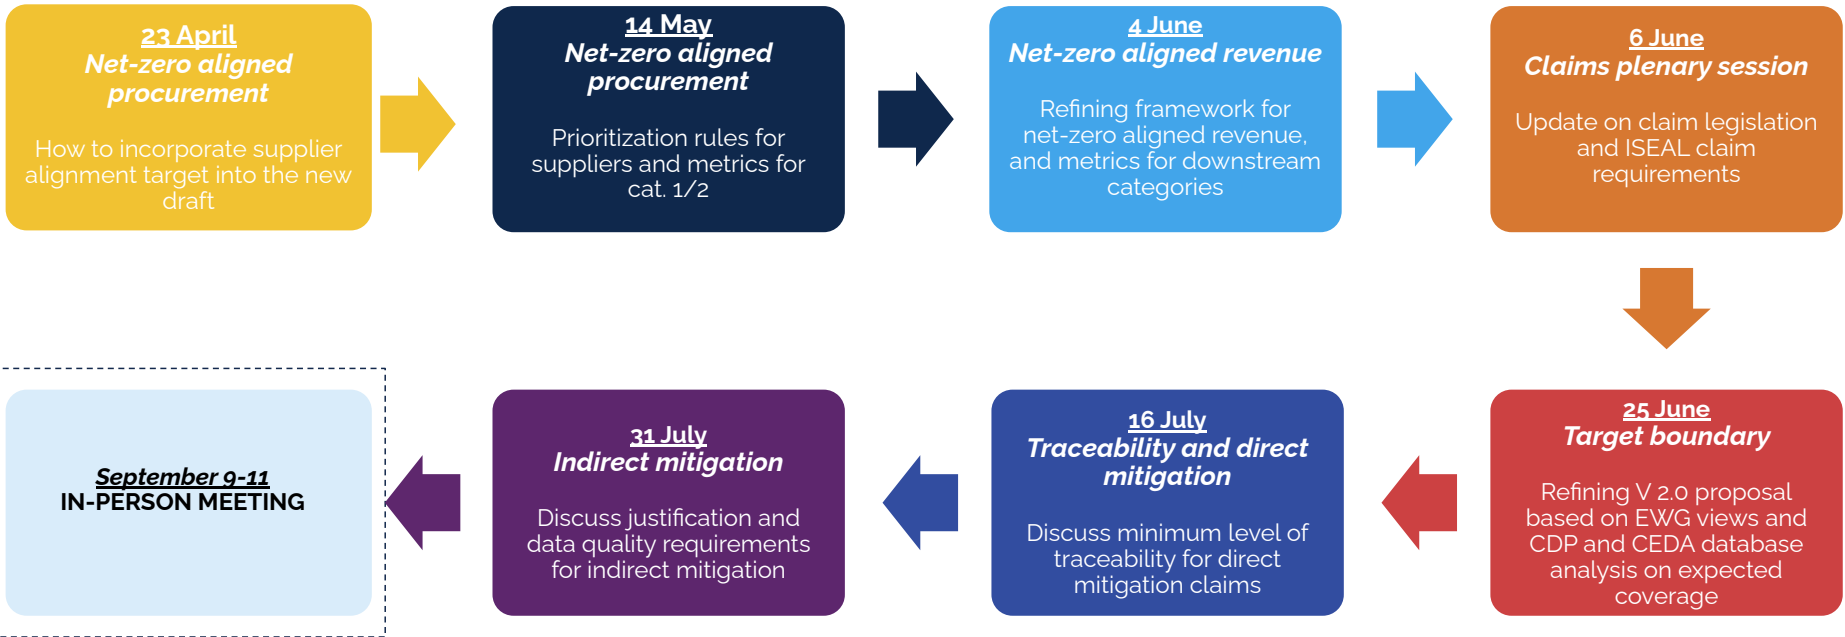 23 April
Net-zero aligned
procurement
How to incorporate supplier
alignment target into the new
draft
14 May
Net-zero aligned
procurement
Prioritization rules for
suppliers and metrics for
cat. 1/2
4 June
Net-zero aligned revenue
Refining framework for
net-zero aligned revenue,
and metrics for downstream
categories
6 June
Claims plenary session
Update on claim legislation
and ISEAL claim
requirements
25 June
Target boundary
Refining V 2.0 proposal
based on EWG views and
CDP and CEDA database
analysis on expected
coverage
16 July
Traceability and direct
mitigation
Discuss minimum level of
traceability for direct
mitigation claims
31 July
Indirect mitigation
Discuss justification and
data quality requirements
for indirect mitigation
September 9-11
IN-PERSON MEETING